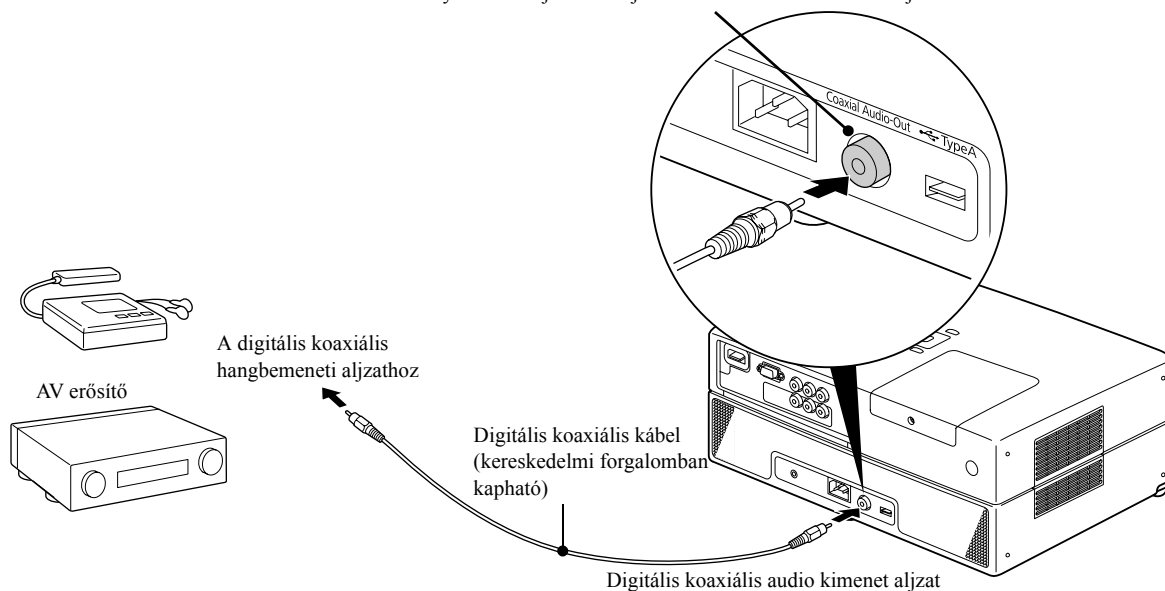 Coaxial Audio-Out
TypeA
A digitális koaxiális
hangbemeneti aljzathoz
AV erősítő
Digitális koaxiális kábel
(kereskedelmi forgalomban
kapható)
Digitális koaxiális audio kimenet aljzat